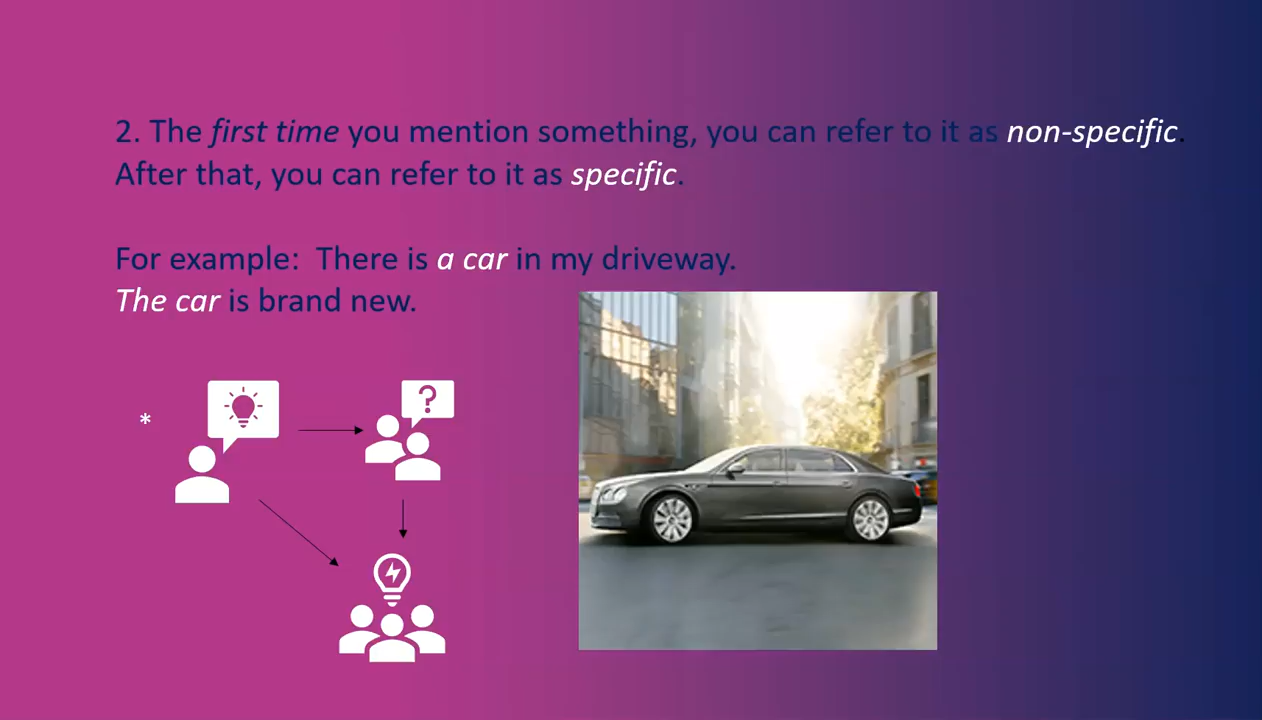 2. The first time you mention something, you can refer to it as non-specific.
After that, you can refer to it as specific.
For example:  There is a car in my driveway.
The car is brand new.
*
?